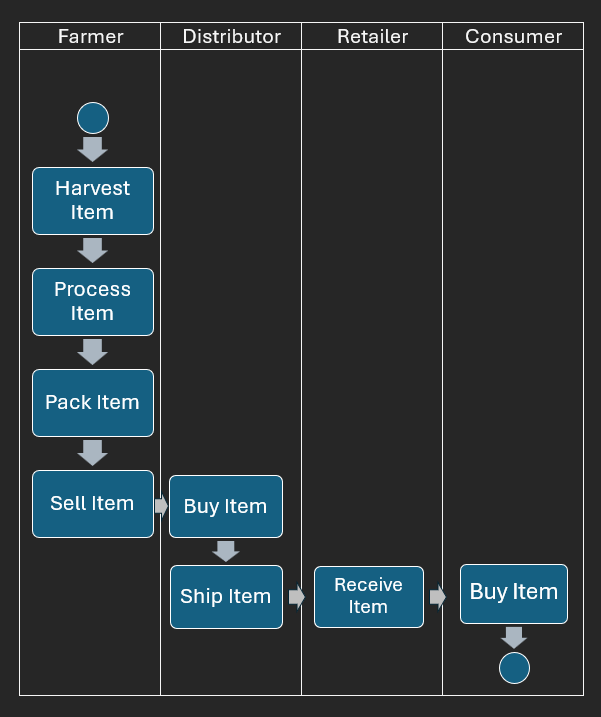 Farmer
Distributor
Retailer
Consumer
Harvest
Item
Process
Item
Pack Item
Sell Item
Buy Item
Ship Item
Receive
Item
Buy Item